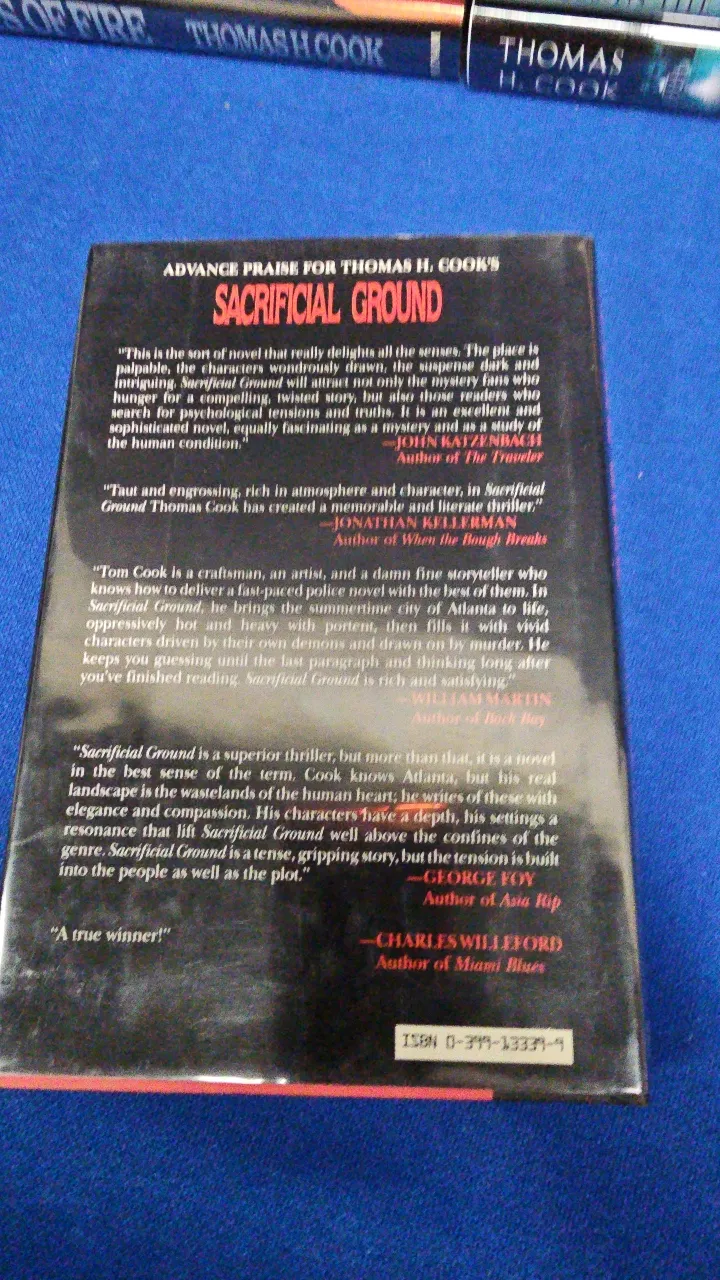 S OF FIRE THOMAS H. COOK
THOMAS
H. COOK
ADVANCE PRAISE FOR THOMAS H. COOK'S
SACRIFICIAL GROUND
"This is the sort of novel that really delights all the senses. The place is
palpable, the characters wondrously drawn, the suspense dark and
intriguing. Sacrificial Ground will attract not only the mystery fans who
hunger for a compelling, twisted story, but also those readers who
search for psychological tensions and truths. It is an excellent and
sophisticated novel, equally fascinating as a mystery and as a study of
the human condition."
—JOHN KATZENBACH
Author of The Traveler
"Taut and engrossing, rich in atmosphere and character, in Sacrificial
Ground Thomas Cook has created a memorable and literate thriller."
—JONATHAN KELLERMAN
Author of When the Bough Breaks
"Tom Cook is a craftsman, an artist, and a damn fine storyteller who
knows how to deliver a fast-paced police novel with the best of them. In
Sacrificial Ground, he brings the summertime city of Atlanta to life,
oppressively hot and heavy with portent, then fills it with vivid
characters driven by their own demons and drawn on by murder. He
keeps you guessing until the last paragraph and thinking long after
you've finished reading. Sacrificial Ground is rich and satisfying."
—WILLIAM MARTIN
Author of Back Bay
"Sacrificial Ground is a superior thriller, but more than that, it is a novel
in the best sense of the term. Cook knows Atlanta, but his real
landscape is the wastelands of the human heart; he writes of these with
elegance and compassion. His characters have a depth, his settings a
resonance that lift Sacrificial Ground well above the confines of the
genre. Sacrificial Ground is a tense, gripping story, but the tension is built
into the people as well as the plot."
—GEORGE FOY
Author of Asia Rip
"A true winner!"
—CHARLES WILLEFORD
Author of Miami Blues
ISBN 0-399-13339-9